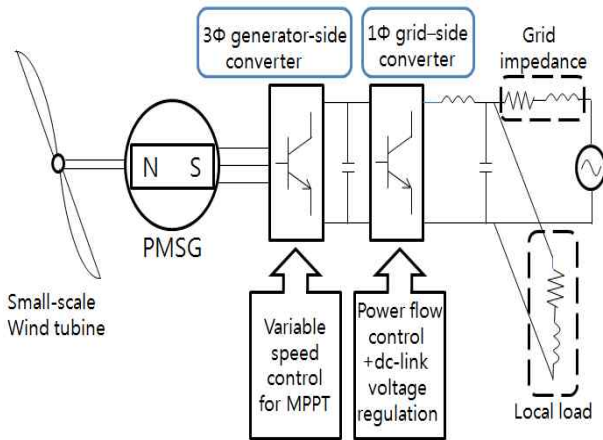 3Φ generator-side
converter
1Φ grid–side
converter
Grid
impedance
N S
PMSG
Small-scale
Wind tubine
Variable
speed
control
for MPPT
Power flow
control
+dc-link
voltage
regulation
Local load